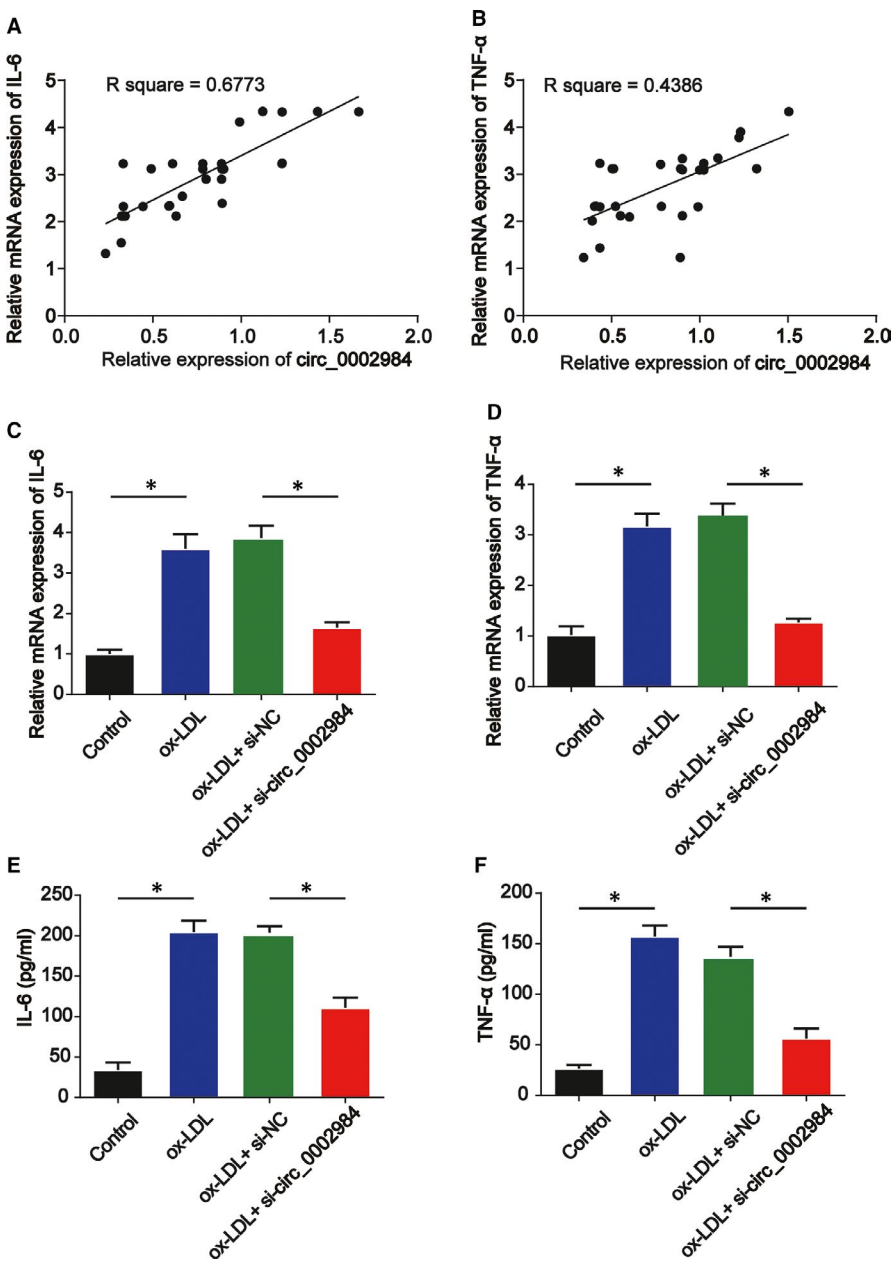 A
Relative mRNA expression of IL-6
R square = 0.6773
5
4
3
2
1
0
0.0 0.5 1.0 1.5 2.0
Relative expression of circ_0002984
B
Relative mRNA expression of TNF-α
R square = 0.4386
5
4
3
2
1
0
0.0 0.5 1.0 1.5 2.0
Relative expression of circ_0002984
C
Relative mRNA expression of IL-6
5
4
3
2
1
0
* *
Control
ox-LDL
ox-LDL+ si-NC
ox-LDL+ si-circ_0002984
D
Relative mRNA expression of TNF-α
4
3
2
1
0
* *
Control
ox-LDL
ox-LDL+ si-NC
ox-LDL+ si-circ_0002984
E
IL-6 (pg/ml)
250
200
150
100
50
0
* *
Control
ox-LDL
ox-LDL+ si-NC
ox-LDL+ si-circ_0002984
F
TNF-α (pg/ml)
200
150
100
50
0
* *
Control
ox-LDL
ox-LDL+ si-NC
ox-LDL+ si-circ_0002984